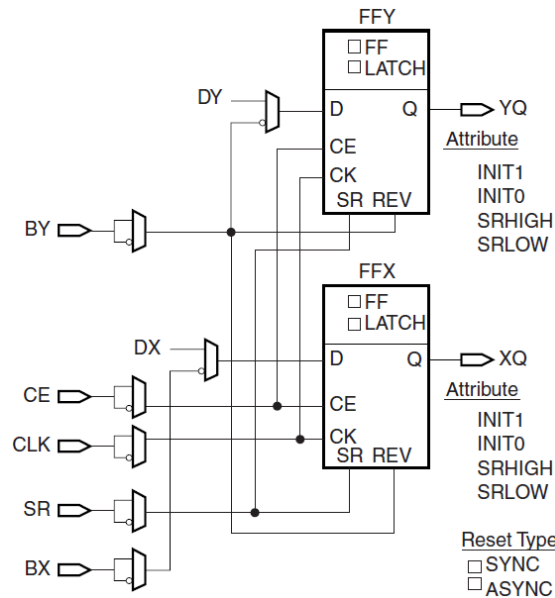 FFY
FF
LATCH
DY
D
Q
YQ
CE
CK
SR REV
Attribute
INIT1
INIT0
SRHIGH
SRLOW
BY
FFX
FF
LATCH
DX
D
Q
XQ
CE
CE
CLK
CK
SR REV
Attribute
INIT1
INIT0
SRHIGH
SRLOW
SR
BX
Reset Type
SYNC
ASYNC